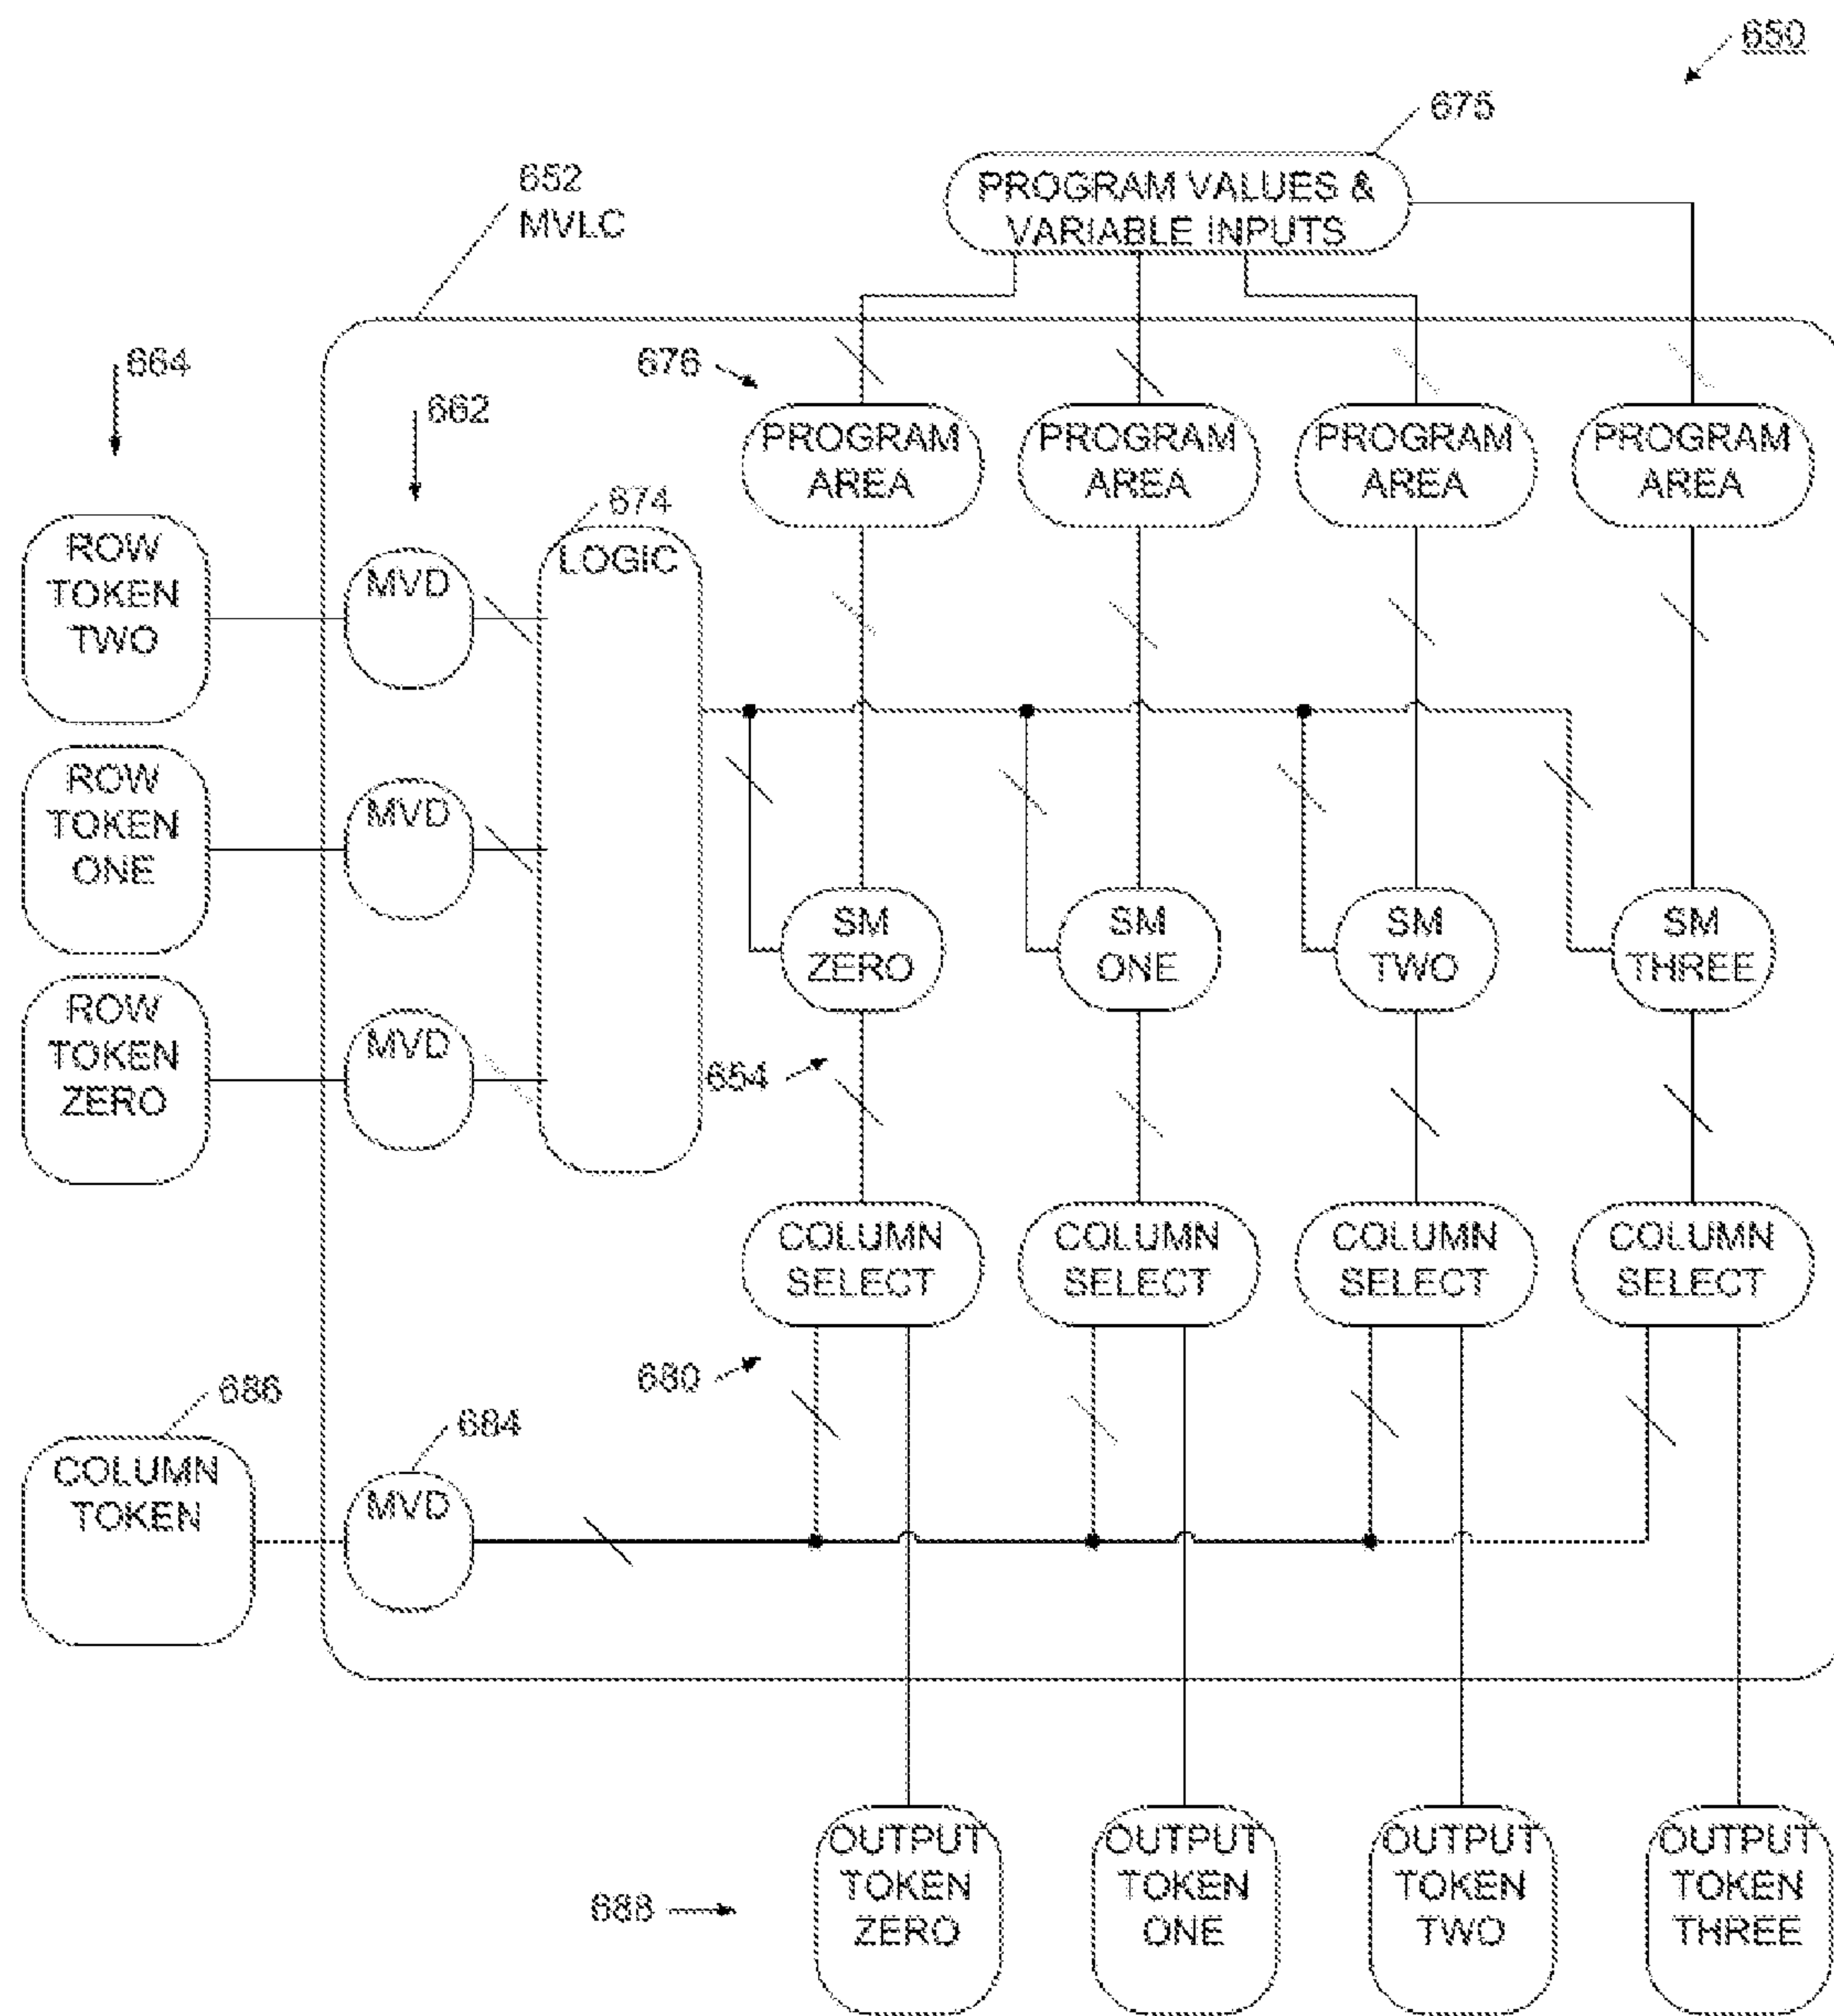 650
675
652
MVLC
PROGRAM VALUES &
VARIABLE INPUTS
664
662
676
PROGRAM
AREA
PROGRAM
AREA
PROGRAM
AREA
PROGRAM
AREA
674
LOGIC
ROW
TOKEN
TWO
MVD
ROW
TOKEN
ONE
MVD
ROW
TOKEN
ZERO
MVD
SM
ZERO
SM
ONE
SM
TWO
SM
THREE
654
COLUMN
SELECT
COLUMN
SELECT
COLUMN
SELECT
COLUMN
SELECT
680
686
COLUMN
TOKEN
684
MVD
688
OUTPUT
TOKEN
ZERO
OUTPUT
TOKEN
ONE
OUTPUT
TOKEN
TWO
OUTPUT
TOKEN
THREE